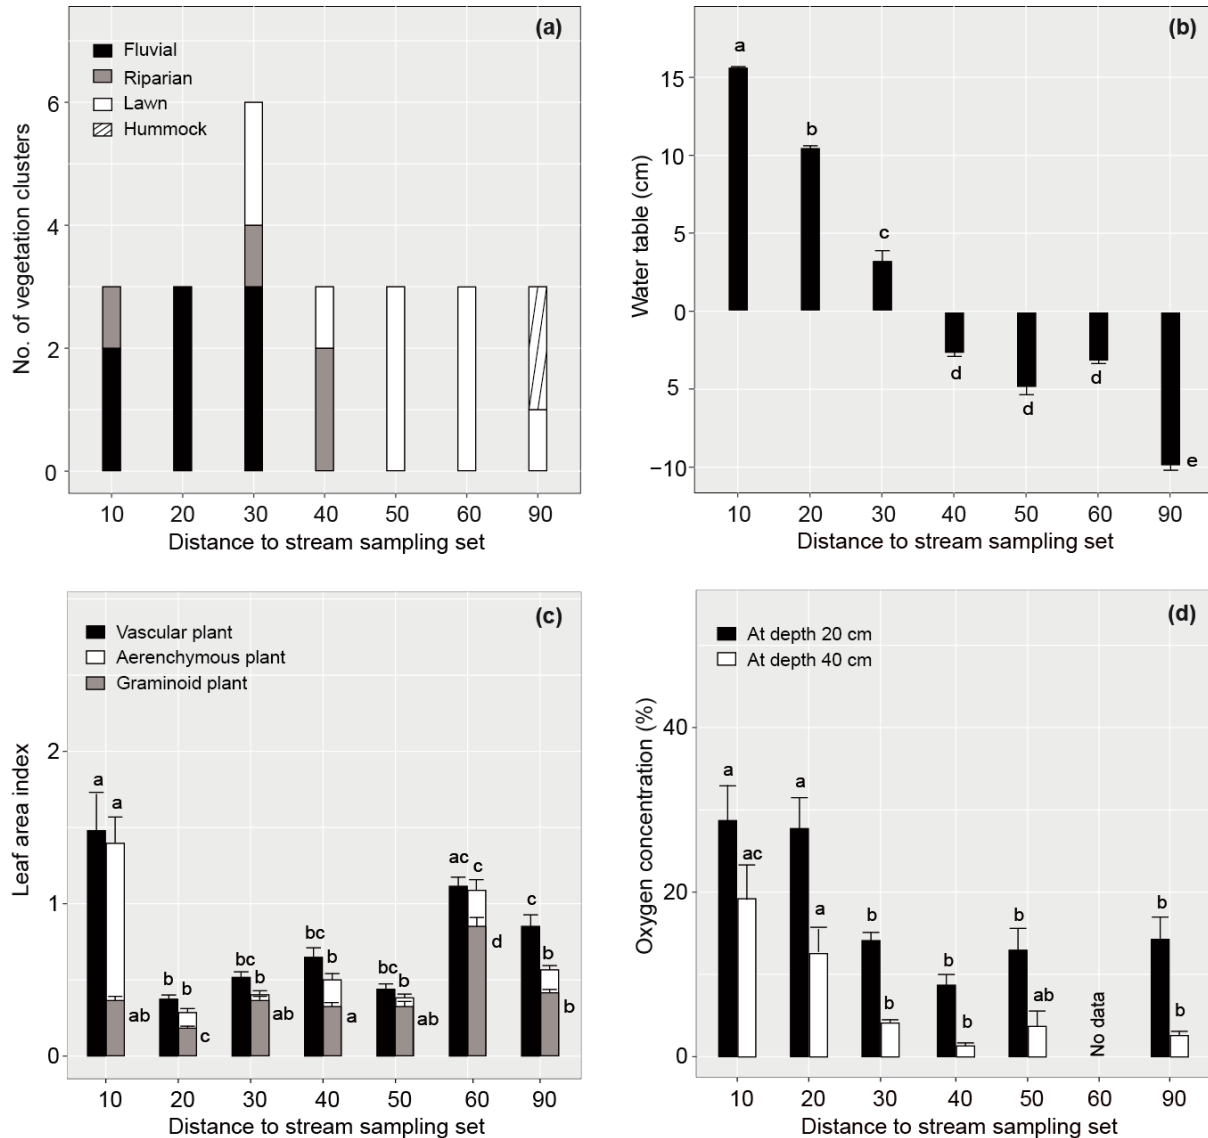 (a)
Fluvial
Riparian
Lawn
Hummock
No. of vegetation clusters
6
4
2
0
10 20 30 40 50 60 90
Distance to stream sampling set
(b)
Water table (cm)
15
10
5
0
5
−10
a
b
c
d
d
d
e
10 20 30 40 50 60 90
Distance to stream sampling set
(c)
Vascular plant
Aerenchymous plant
Graminoid plant
Leaf area index
2
1
0
a a
ab
b b
c
bc b
ab
bc b
a
bc b
ab
ac c
d
c b
b
10 20 30 40 50 60 90
Distance to stream sampling set
(d)
At depth 20 cm
At depth 40 cm
Oxygen concentration (%)
40
20
0
a ac
a a
b b
b b
b ab
No data
b b
10 20 30 40 50 60 90
Distance to stream sampling set